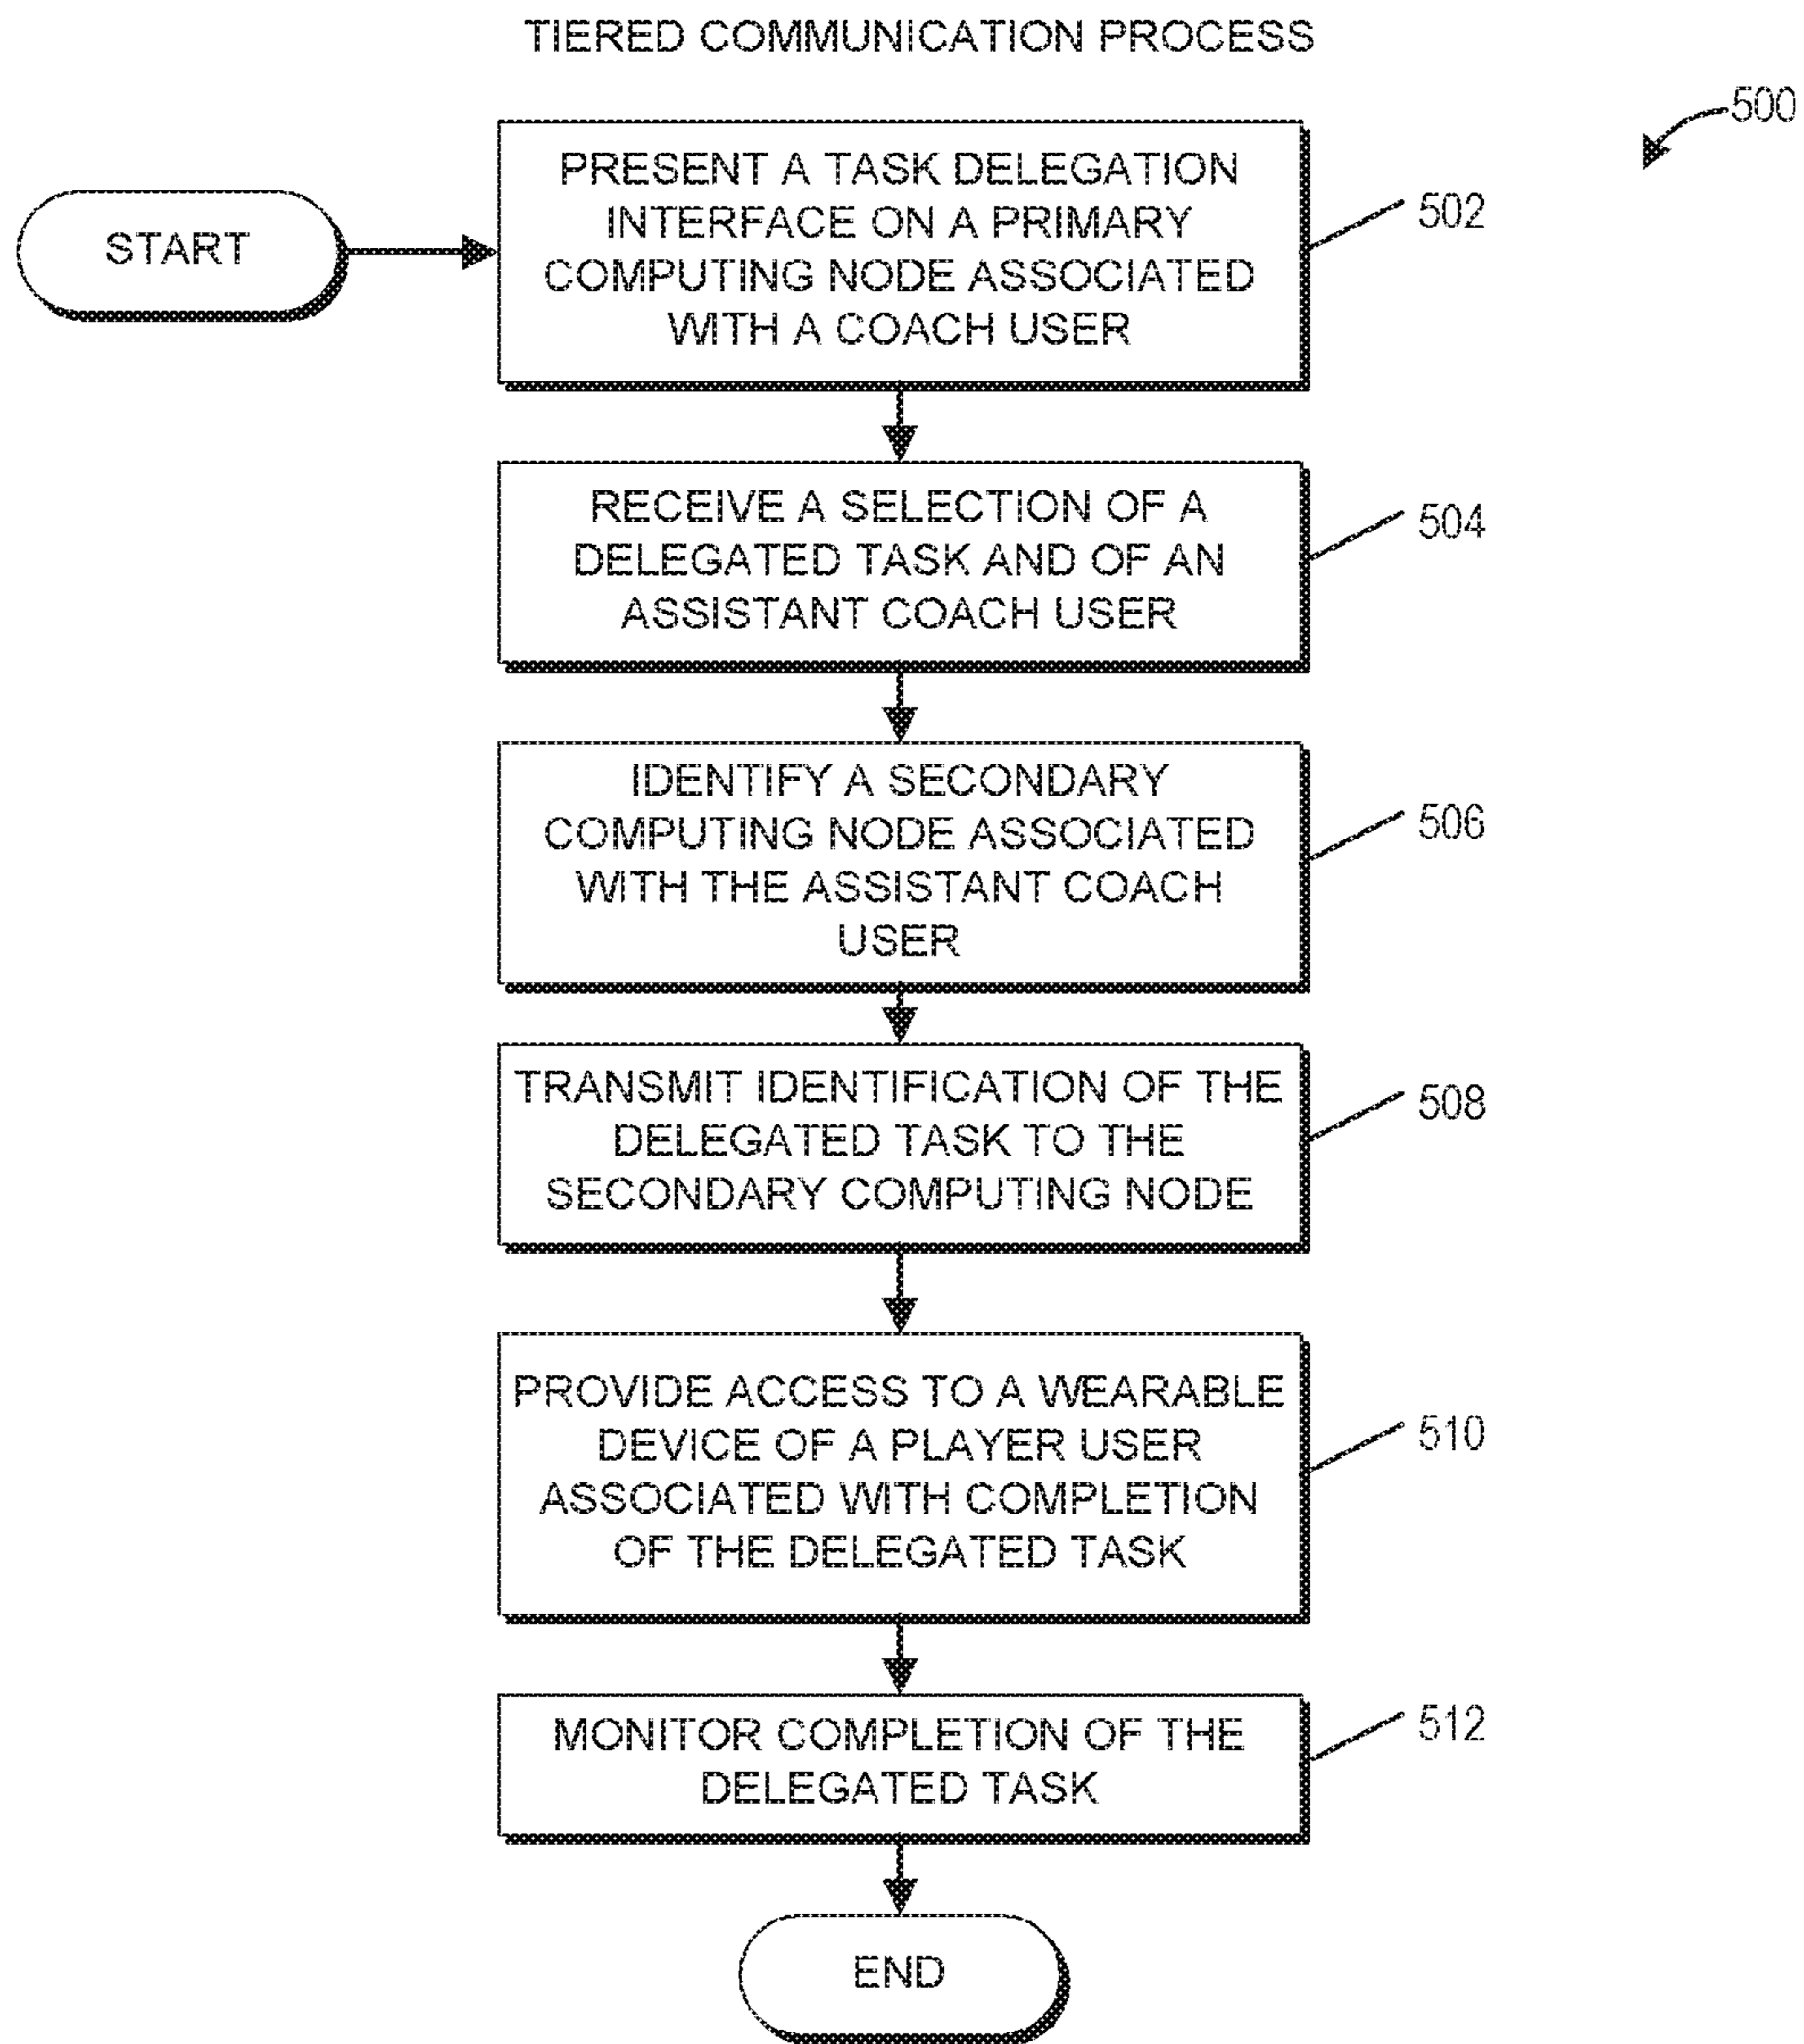 TIERED COMMUNICATION PROCESS
500
START
PRESENT A TASK DELEGATION
INTERFACE ON A PRIMARY
COMPUTING NODE ASSOCIATED
WITH A COACH USER
502
RECEIVE A SELECTION OF A
DELEGATED TASK AND OF AN
ASSISTANT COACH USER
504
IDENTIFY A SECONDARY
COMPUTING NODE ASSOCIATED
WITH THE ASSISTANT COACH
USER
506
TRANSMIT IDENTIFICATION OF THE
DELEGATED TASK TO THE
SECONDARY COMPUTING NODE
508
PROVIDE ACCESS TO A WEARABLE
DEVICE OF A PLAYER USER
ASSOCIATED WITH COMPLETION
OF THE DELEGATED TASK
510
MONITOR COMPLETION OF THE
DELEGATED TASK
512
END